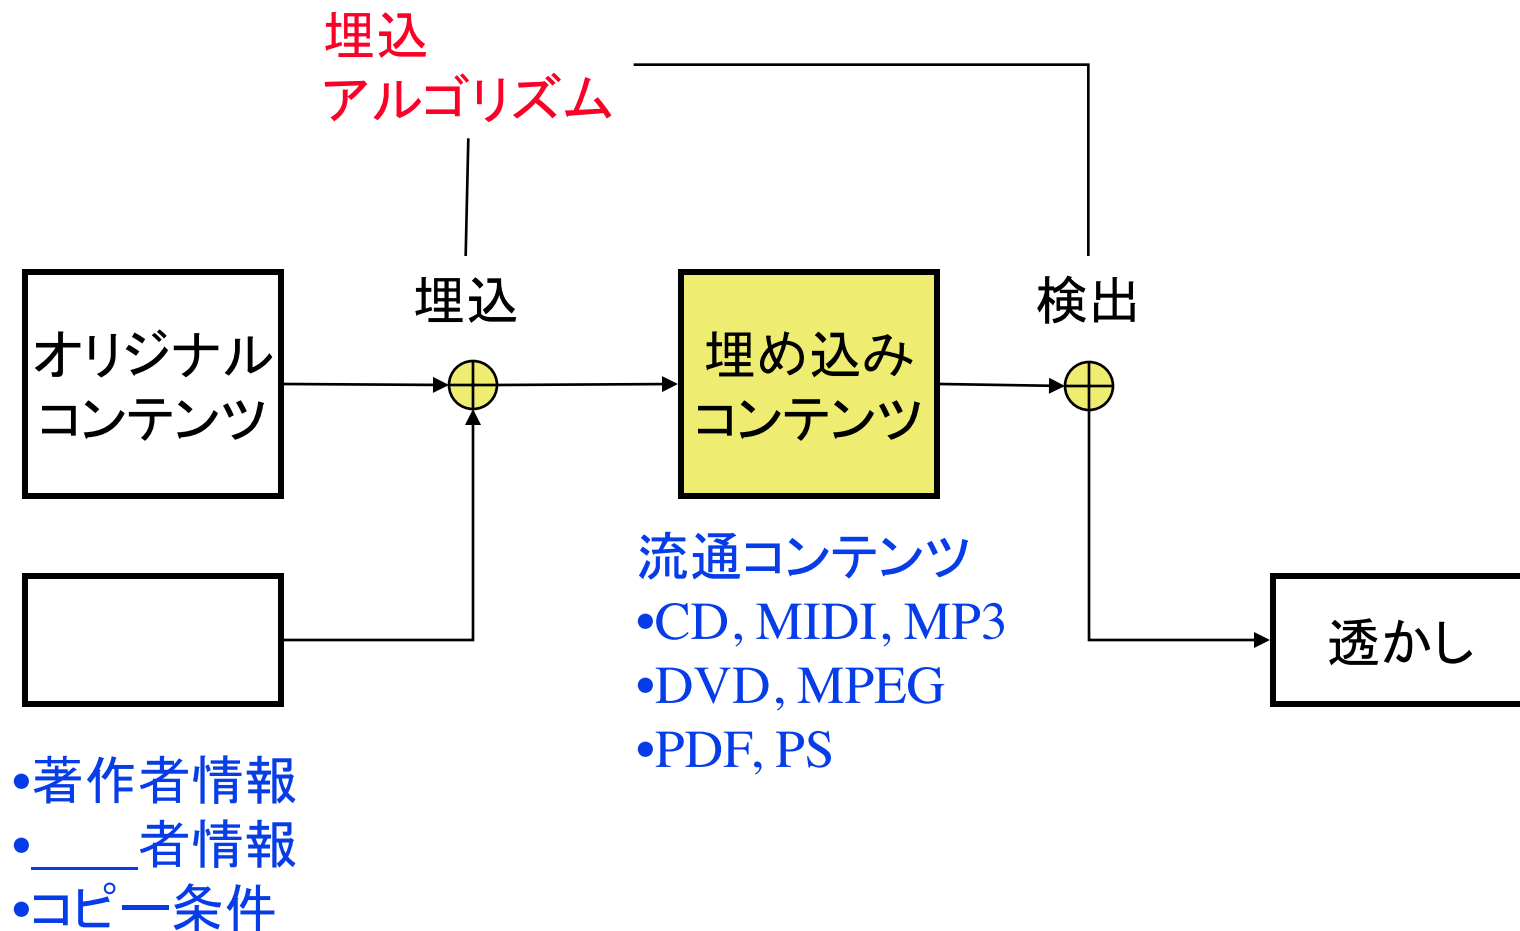 埋込
アルゴリズム
埋込
検出
オリジナル
コンテンツ
埋め込み
コンテンツ
流通コンテンツ
•CD, MIDI, MP3
•DVD, MPEG
•PDF, PS
透かし
•著作者情報
•____者情報
•コピー条件